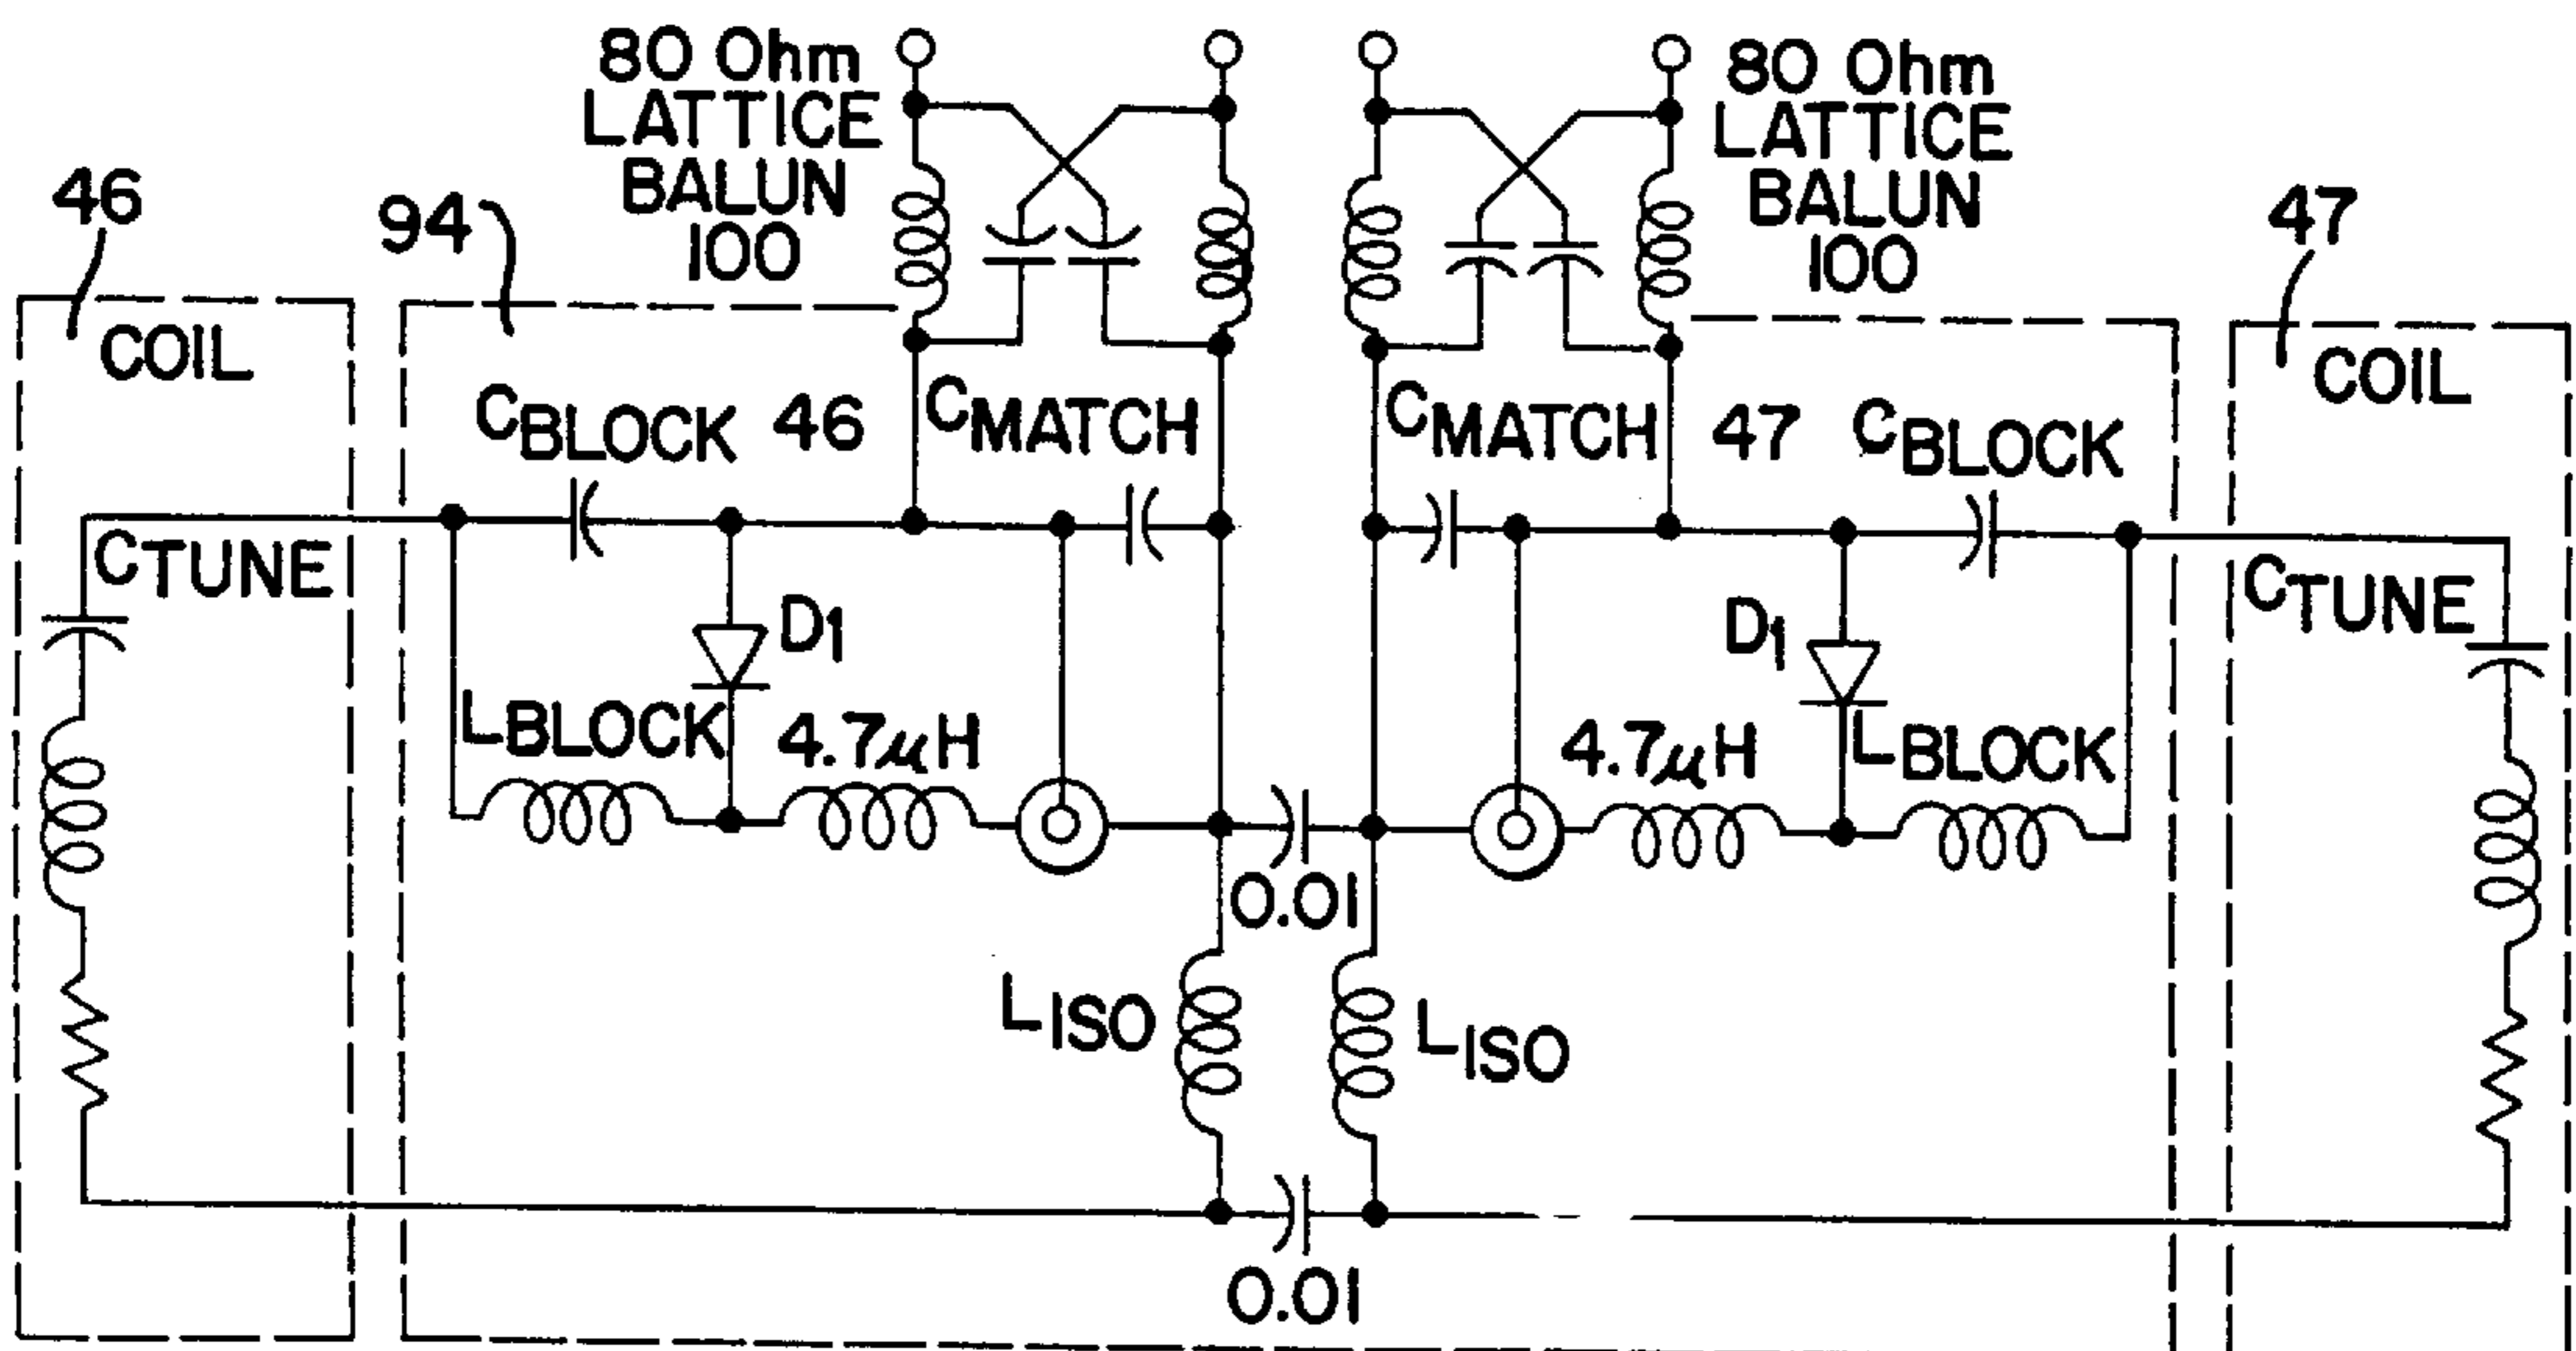 80 Ohm
LATTICE
BALUN
100
80 Ohm
LATTICE
BALUN
100
46
94
47
COIL
COIL
CBLOCK 46
CMATCH
CMATCH
47 CBLOCK
CTUNE
CTUNE
D1
D1
LBLOCK
4.7μH
4.7μH
LBLOCK
0.01
LISO
LISO
0.01